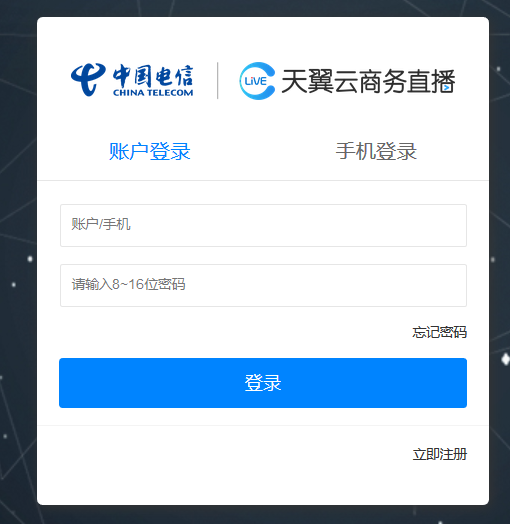 中国电信 LiVE 天翼云商务直播
CHINA TELECOM
账户登录 手机登录
账户/手机
请输入8~16位密码
忘记密码
登录
立即注册